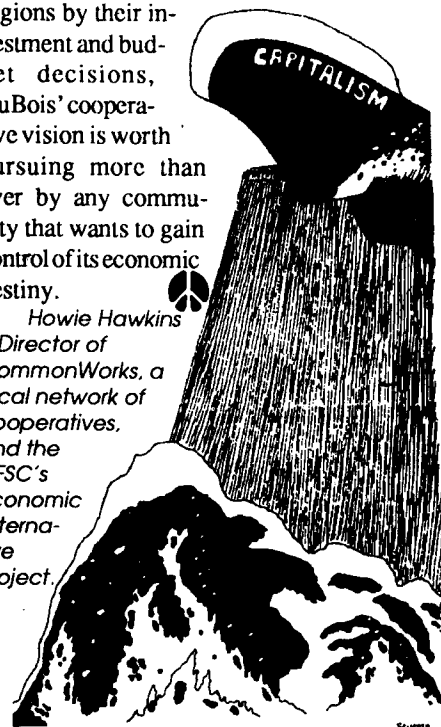 gions by their in-
estment and bud-
et decisions,
uBois' coopera-
ve vision is worth
ursuing more than
ver by any commu-
ity that wants to gain
ontrol of its economic
estiny.
Howie Hawkins
Director of
ommonWorks, a
cal network of
ooperatives,
nd the
FSC's
conomic
lterna-
ve
oject.
CAPITALISM